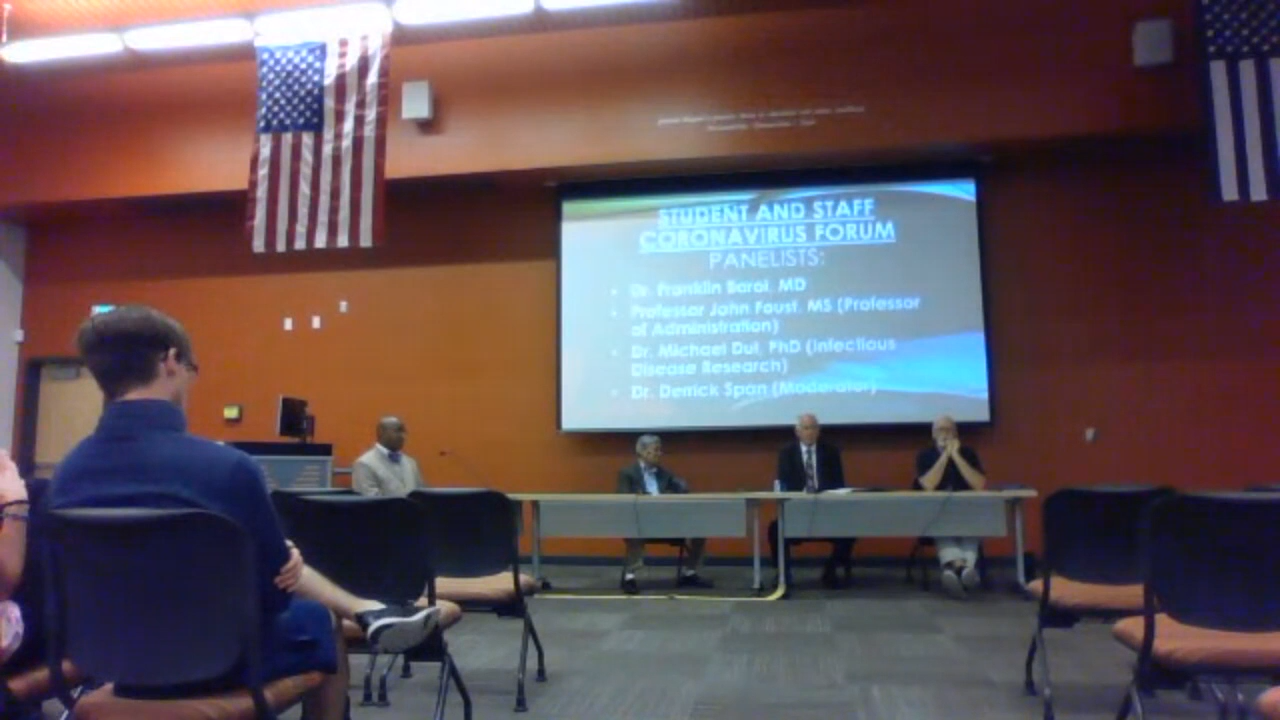 STUDENT AND STAFF
CORONAVIRUS FORUM
PANELISTS:
Dr. Franklin Barol, MD
Professor John Faust, MS (Professor
of Administration)
Dr. Michael Dut, PhD (Infectious
Disease Research)
Dr. Derrick Span (Moderator)